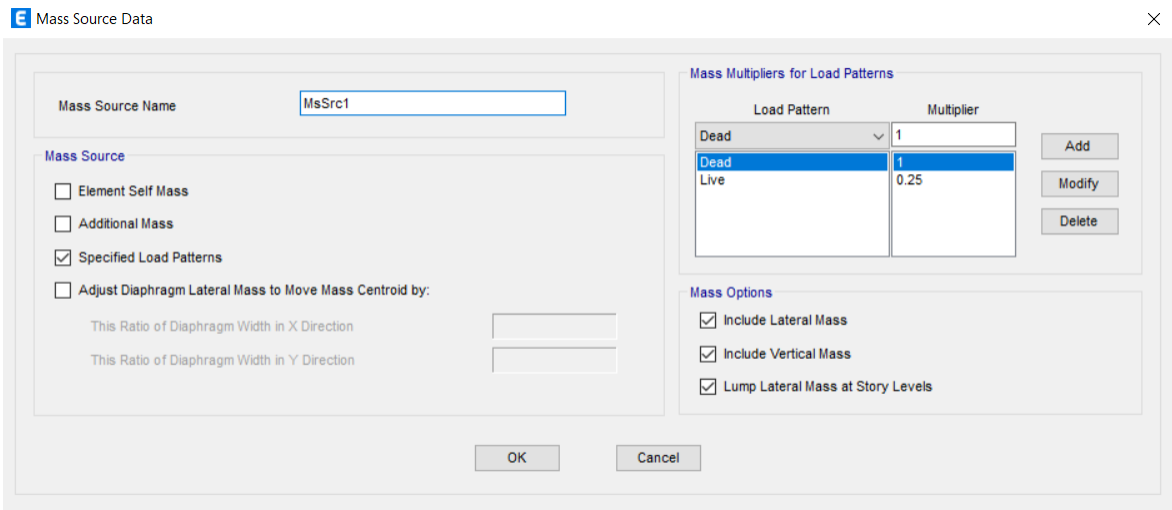 E Mass Source Data
Mass Source Name MsSrc1
Mass Source
Element Self Mass
Additional Mass
Specified Load Patterns
Adjust Diaphragm Lateral Mass to Move Mass Centroid by:
This Ratio of Diaphragm Width in X Direction
This Ratio of Diaphragm Width in Y Direction
Mass Multipliers for Load Patterns
Load Pattern Multiplier
Dead 1
Dead 1
Live 0.25
Add
Modify
Delete
Mass Options
Include Lateral Mass
Include Vertical Mass
Lump Lateral Mass at Story Levels
OK Cancel